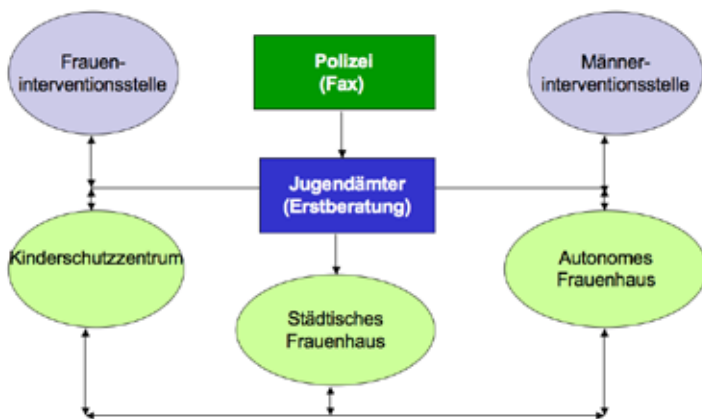 Frauen-
interventionsstelle
Polizei
(Fax)
Männer-
interventionsstelle
Jugendämter
(Erstberatung)
Kinderschutzzentrum
Autonomes
Frauenhaus
Städtisches
Frauenhaus